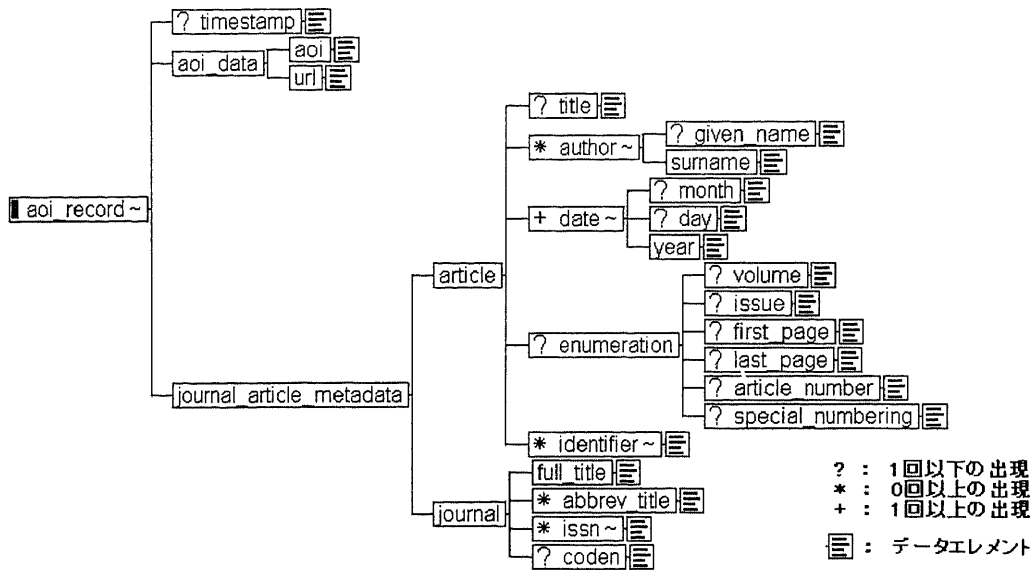 ? timestamp
aoi_data
aoi
url
aoi_record ~
journal_article_metadata
article
? title
* author ~
? given_name
surname
+ date ~
? month
? day
year
? enumeration
? volume
? issue
? first_page
? last_page
? article_number
? special_numbering
* identifier ~
journal
full_title
* abbrev_title
* issn ~
? coden
? : 1回以下の出現
* : 0回以上の出現
+ : 1回以上の出現
: データエレメント